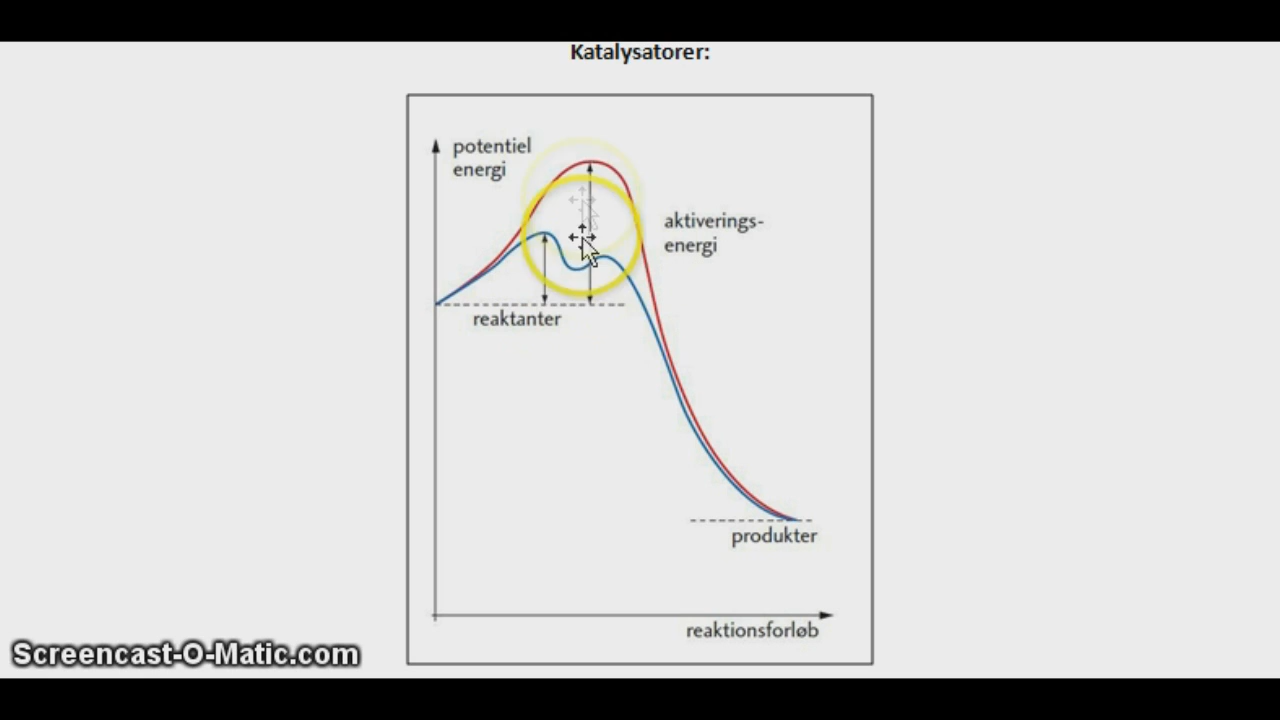 Katalysatorer:
potentiel
energi
aktiverings-
energi
reaktanter
produkter
reaktionsforløb
Screencast-O-Matic.com